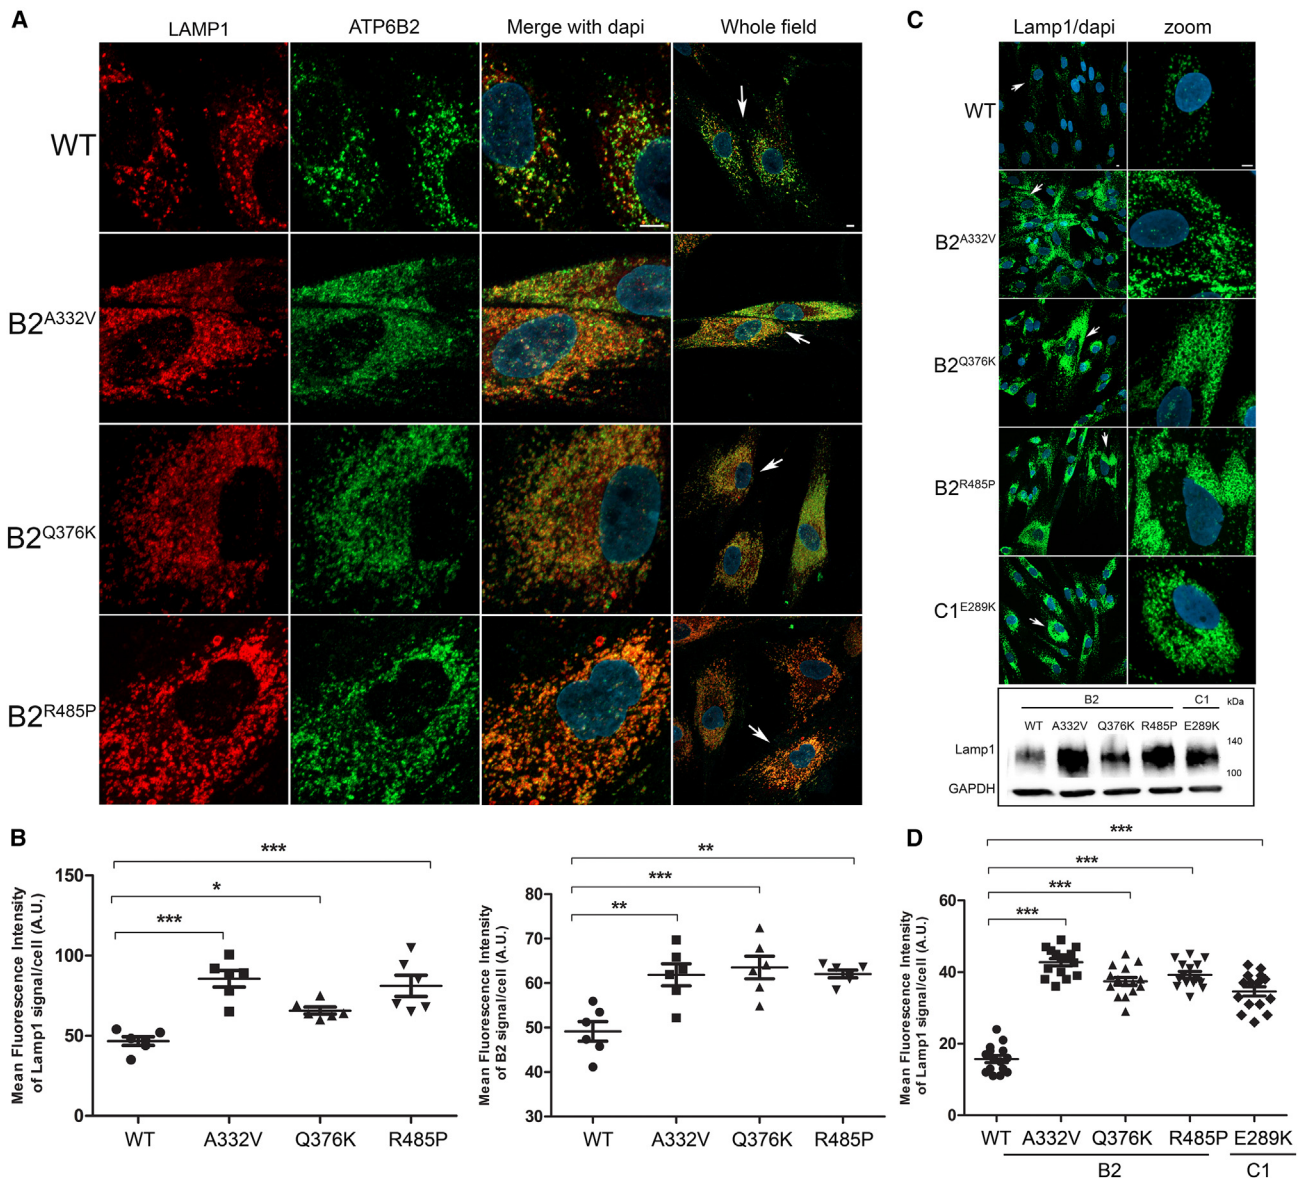 A
LAMP1 ATP6B2 Merge with dapi Whole field
WT
B2A332V
B2Q376K
B2R485P
C
Lamp1/dapi zoom
WT
B2A332V
B2Q376K
B2R485P
C1E289K
B2 C1 kDa
WT A332V Q376K R485P E289K
Lamp1 140
100
GAPDH
B
Mean Fluorescence Intensity
of Lamp1 signal/cell (A.U.)
150
100
50
0
***
*
***
WT A332V Q376K R485P
Mean Fluorescence Intensity
of B2 signal/cell (A.U.)
80
70
60
50
40
30
**
***
**
WT A332V Q376K R485P
D
Mean Fluorescence Intensity
of Lamp1 signal/cell (A.U.)
60
40
20
0
***
***
***
***
WT A332V Q376K R485P E289K
B2 C1